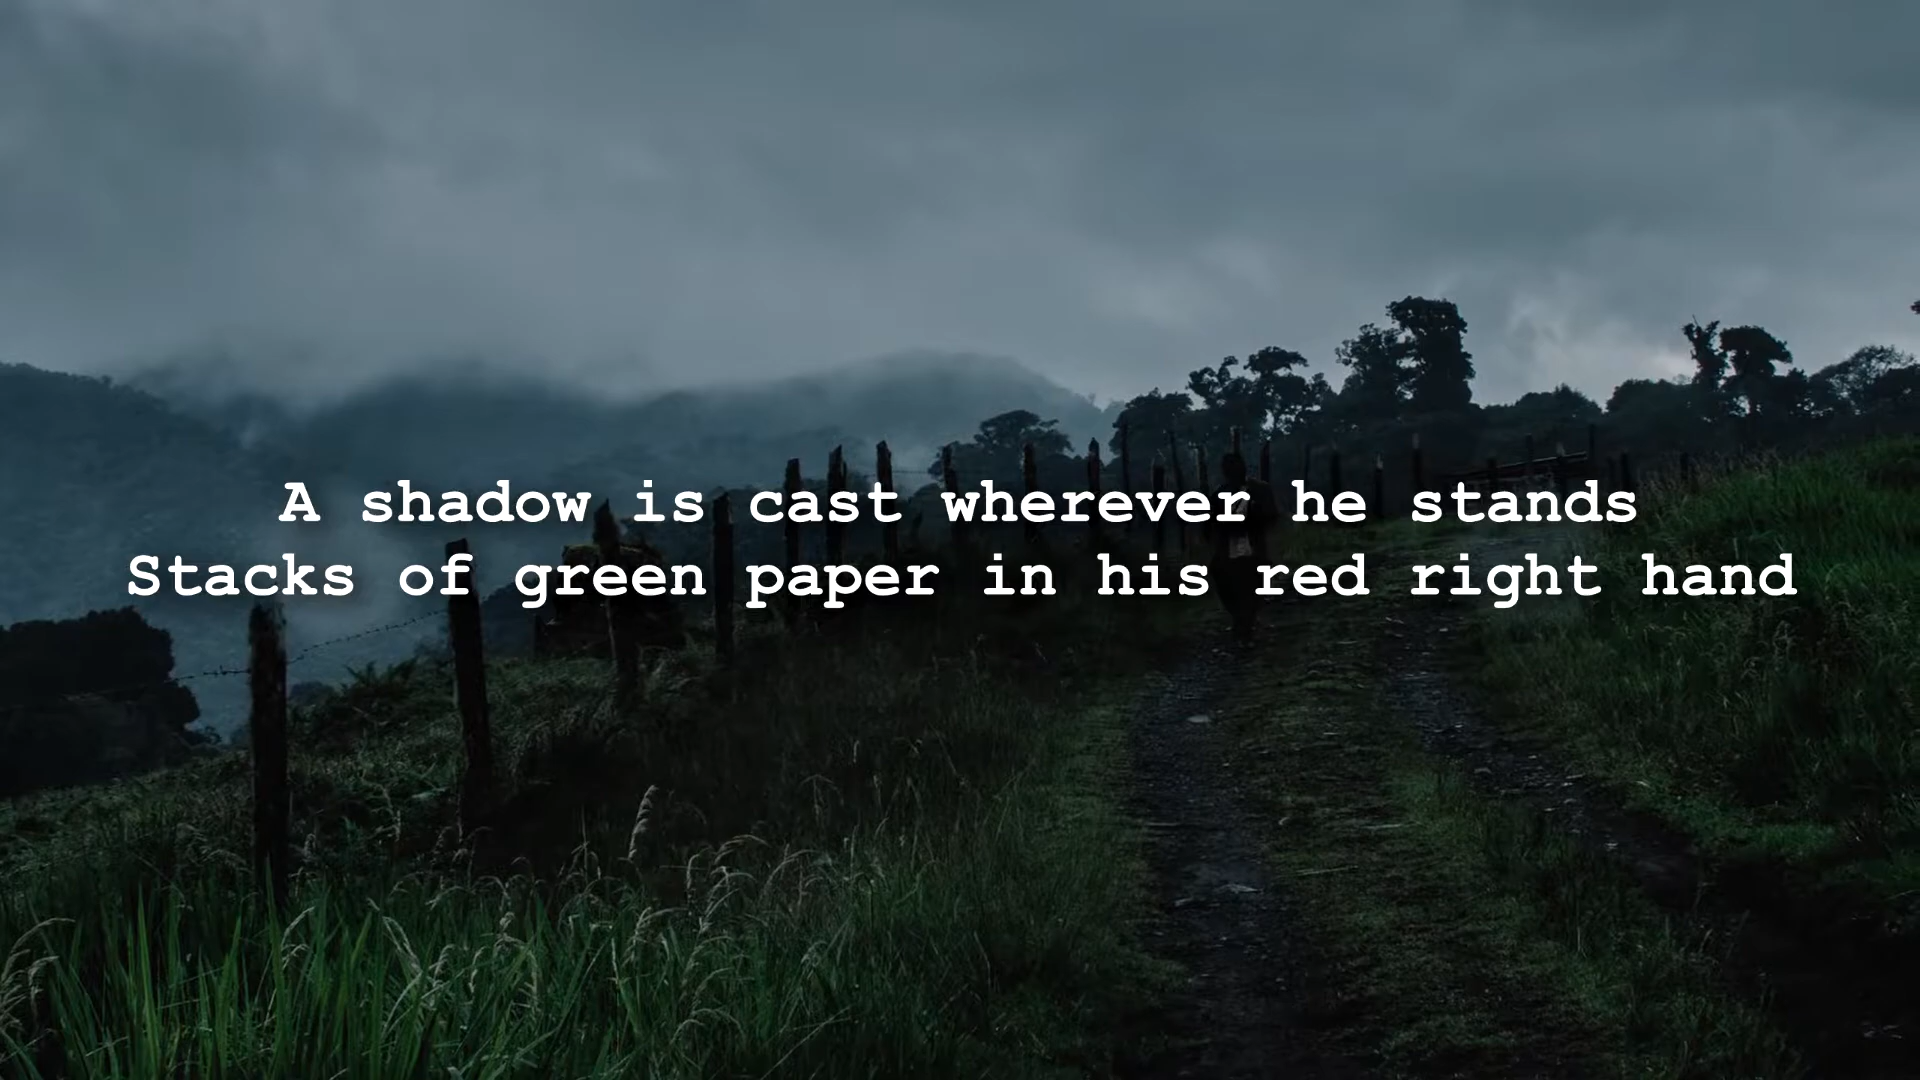 A shadow is cast wherever he stands
Stacks of green paper in his red right hand